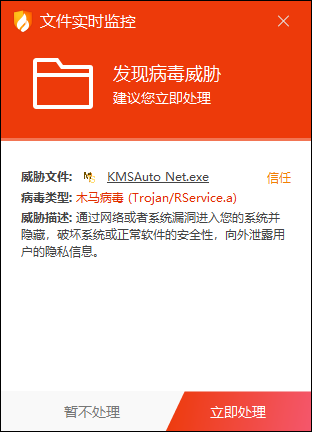 文件实时监控
发现病毒威胁
建议您立即处理
威胁文件: KMSAuto Net.exe 信任
病毒类型: 木马病毒 (Trojan/RService.a)
威胁描述: 通过网络或者系统漏洞进入您的系统并
隐藏，破坏系统或正常软件的安全性，向外泄露用
户的隐私信息。
暂不处理 立即处理